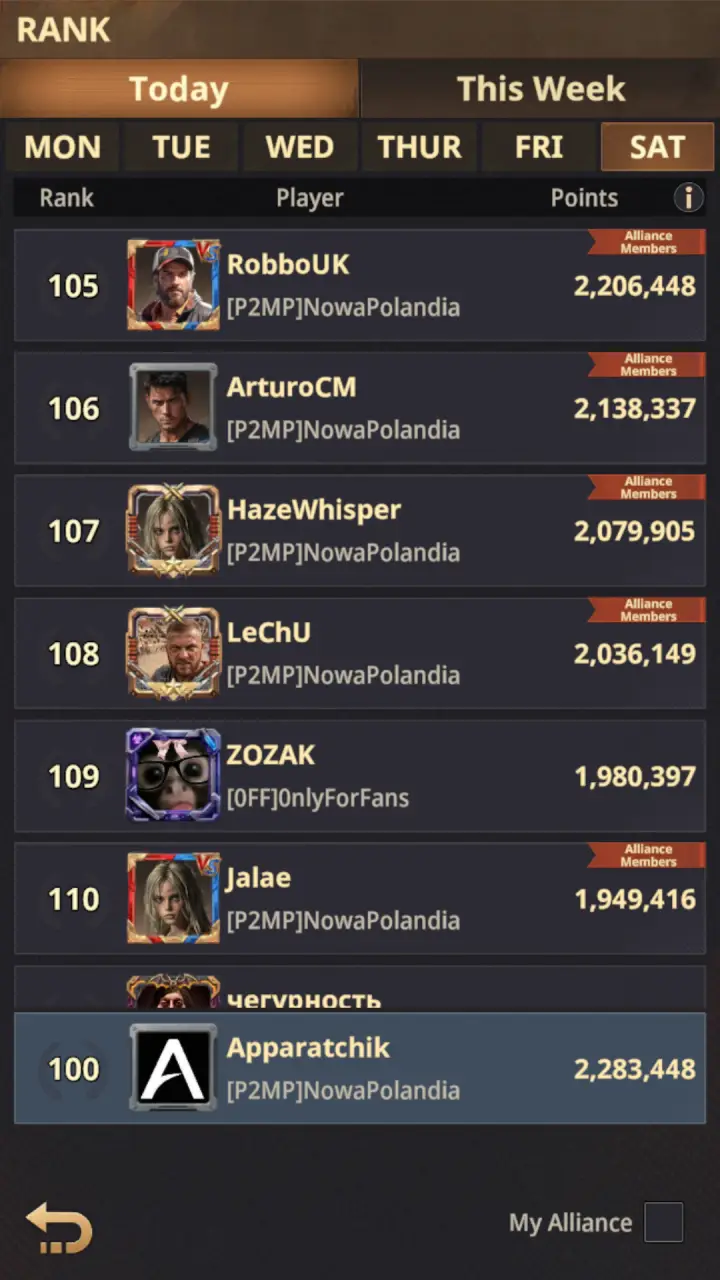 RANK
Today
This Week
MON TUE WED THUR FRI SAT
Rank Player Points
Alliance
Members
105 RobboUK 2,206,448
[P2MP]NowaPolandia
Alliance
Members
106 ArturoCM 2,138,337
[P2MP]NowaPolandia
Alliance
Members
107 HazeWhisper 2,079,905
[P2MP]NowaPolandia
Alliance
Members
108 LeChU 2,036,149
[P2MP]NowaPolandia
109 ZOZAK 1,980,397
[0FF]0nlyForFans
Alliance
Members
110 Jalae 1,949,416
[P2MP]NowaPolandia
чегурность
100 Apparatchik 2,283,448
[P2MP]NowaPolandia
My Alliance